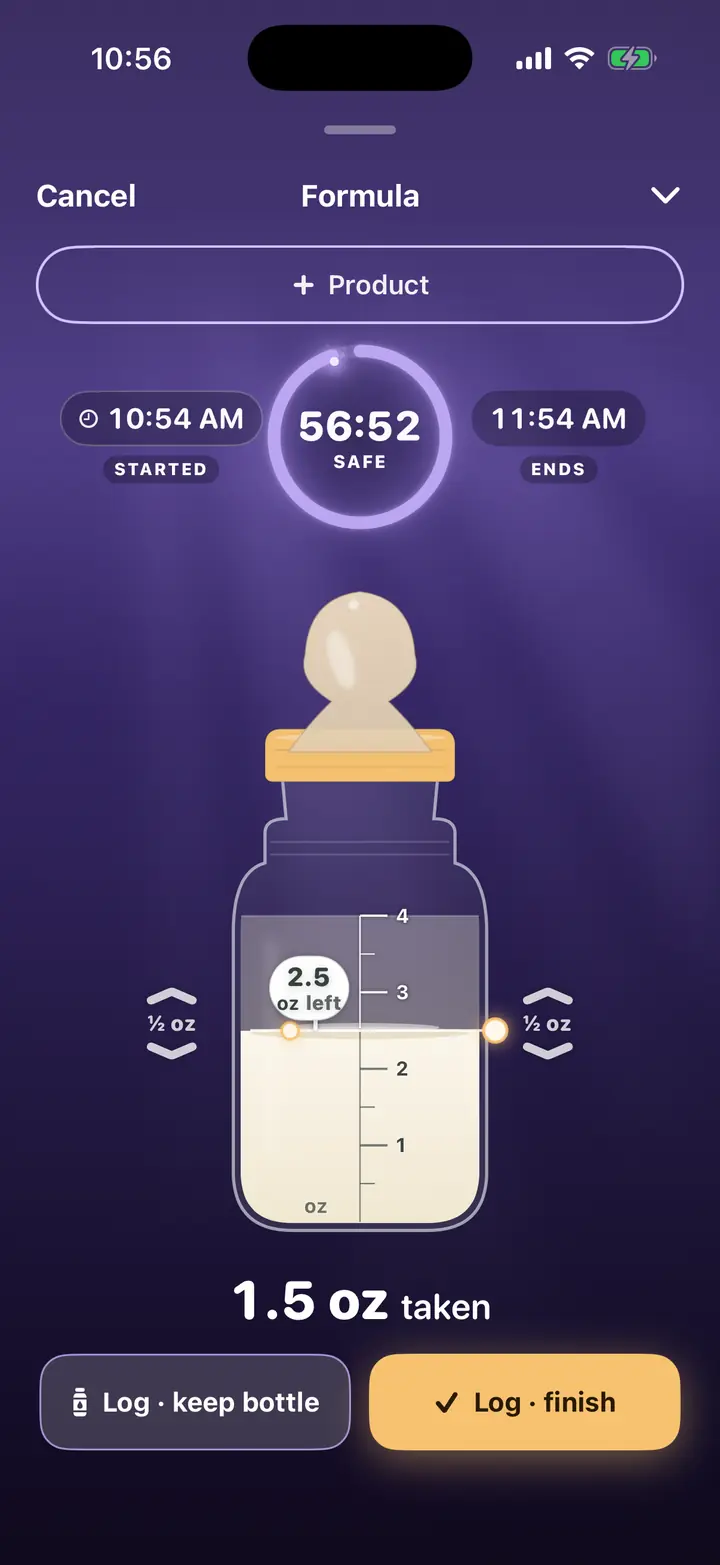 10:56
Cancel
Formula
+ Product
10:54 AM
STARTED
56:52
SAFE
11:54 AM
ENDS
4
3
2
1
oz
2.5
oz left
½ oz
½ oz
1.5 oz taken
Log · keep bottle
Log · finish